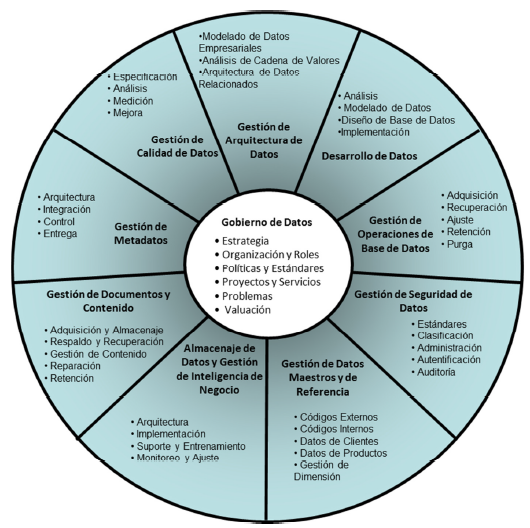 •Modelado de Datos
Empresariales
•Análisis de Cadena de Valores
•Arquitectura de Datos
Relacionados
Gestión de
Arquitectura de
Datos
• Análisis
• Modelado de Datos
•Diseño de Base de Datos
•Implementación
Desarrollo de Datos
• Adquisición
• Recuperación
• Ajuste
• Retención
• Purga
Gestión de
Operaciones de
Base de Datos
Gestión de Seguridad de
Datos
• Estándares
• Clasificación
• Administración
• Autentificación
• Auditoría
Gestión de Datos
Maestros y de
Referencia
• Códigos Externos
• Códigos Internos
• Datos de Clientes
• Datos de Productos
• Gestión de
Dimensión
Almacenaje de
Datos y Gestión
de Inteligencia de
Negocio
• Arquitectura
• Implementación
• Suporte y Entrenamiento
• Monitoreo y Ajuste
Gestión de Documentos y
Contenido
• Adquisición y Almacenaje
• Respaldo y Recuperación
• Gestión de Contenido
• Reparación
• Retención
• Arquitectura
• Integración
• Control
• Entrega
Gestión de
Metadatos
• Especificación
• Análisis
• Medición
• Mejora
Gestión de
Calidad de Datos
Gobierno de Datos
• Estrategia
• Organización y Roles
• Políticas y Estándares
• Proyectos y Servicios
• Problemas
• Valuación